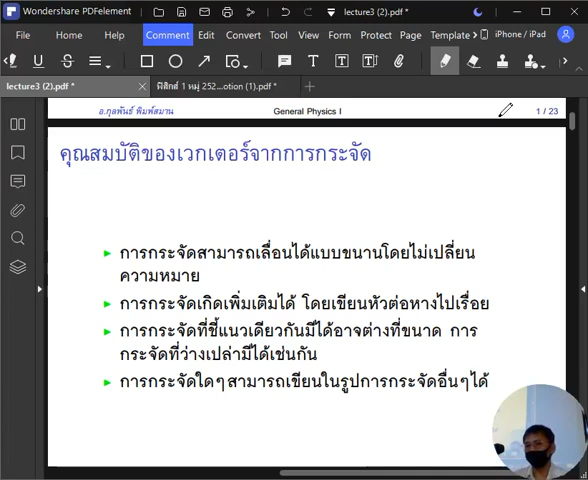 Wondershare PDFelement
lecture3 (2).pdf *
File Home Edit Comment Convert Tool View Form Protect Page Template iPhone / iPad
lecture3 (2).pdf *
ฟิสิกส์ 1 หมู่ 252...otion (1).pdf *
อ.กุลพันธ์ พิมพ์สมาน General Physics I 1 / 23
คุณสมบัติของเวกเตอร์จากการกระจัด
การกระจัดสามารถเลื่อนได้แบบขนานโดยไม่เปลี่ยน
ความหมาย
การกระจัดเกิดเพิ่มเติมได้ โดยเขียนหัวต่อหางไปเรื่อย
การกระจัดที่ชี้แนวเดียวกันมีได้อาจต่างที่ขนาด การ
กระจัดที่ว่างเปล่ามีได้เช่นกัน
การกระจัดใดๆสามารถเขียนในรูปการกระจัดอื่นๆได้